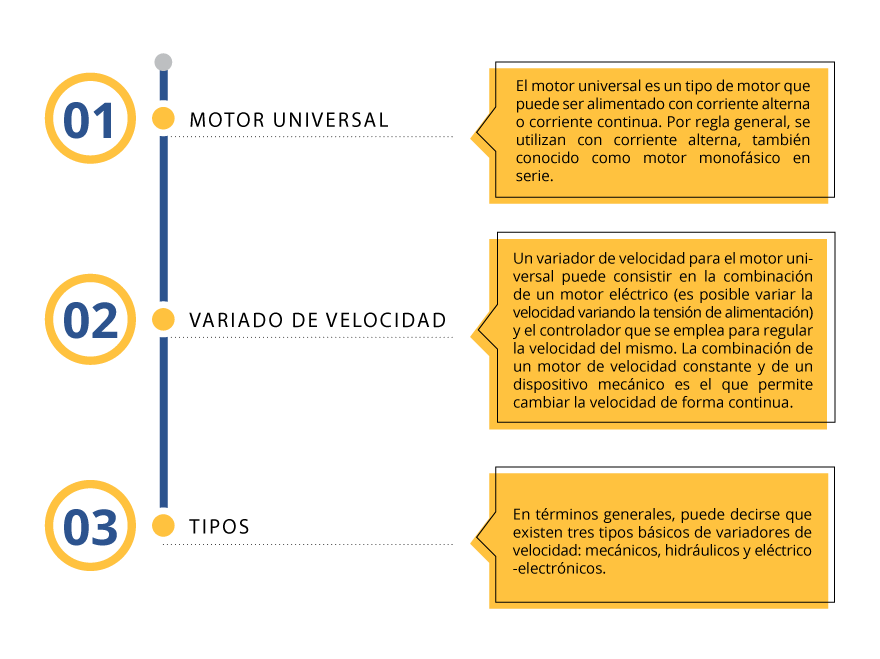 01
MOTOR UNIVERSAL
El motor universal es un tipo de motor que
puede ser alimentado con corriente alterna
o corriente continua. Por regla general, se
utilizan con corriente alterna, también
conocido como motor monofásico en
serie.
02
VARIADO DE VELOCIDAD
Un variador de velocidad para el motor uni-
versal puede consistir en la combinación
de un motor eléctrico (es posible variar la
velocidad variando la tensión de alimentación)
y el controlador que se emplea para regular
la velocidad del mismo. La combinación de
un motor de velocidad constante y de un
dispositivo mecánico es el que permite
cambiar la velocidad de forma continua.
03
TIPOS
En términos generales, puede decirse que
existen tres tipos básicos de variadores de
velocidad: mecánicos, hidráulicos y eléctrico
-electrónicos.